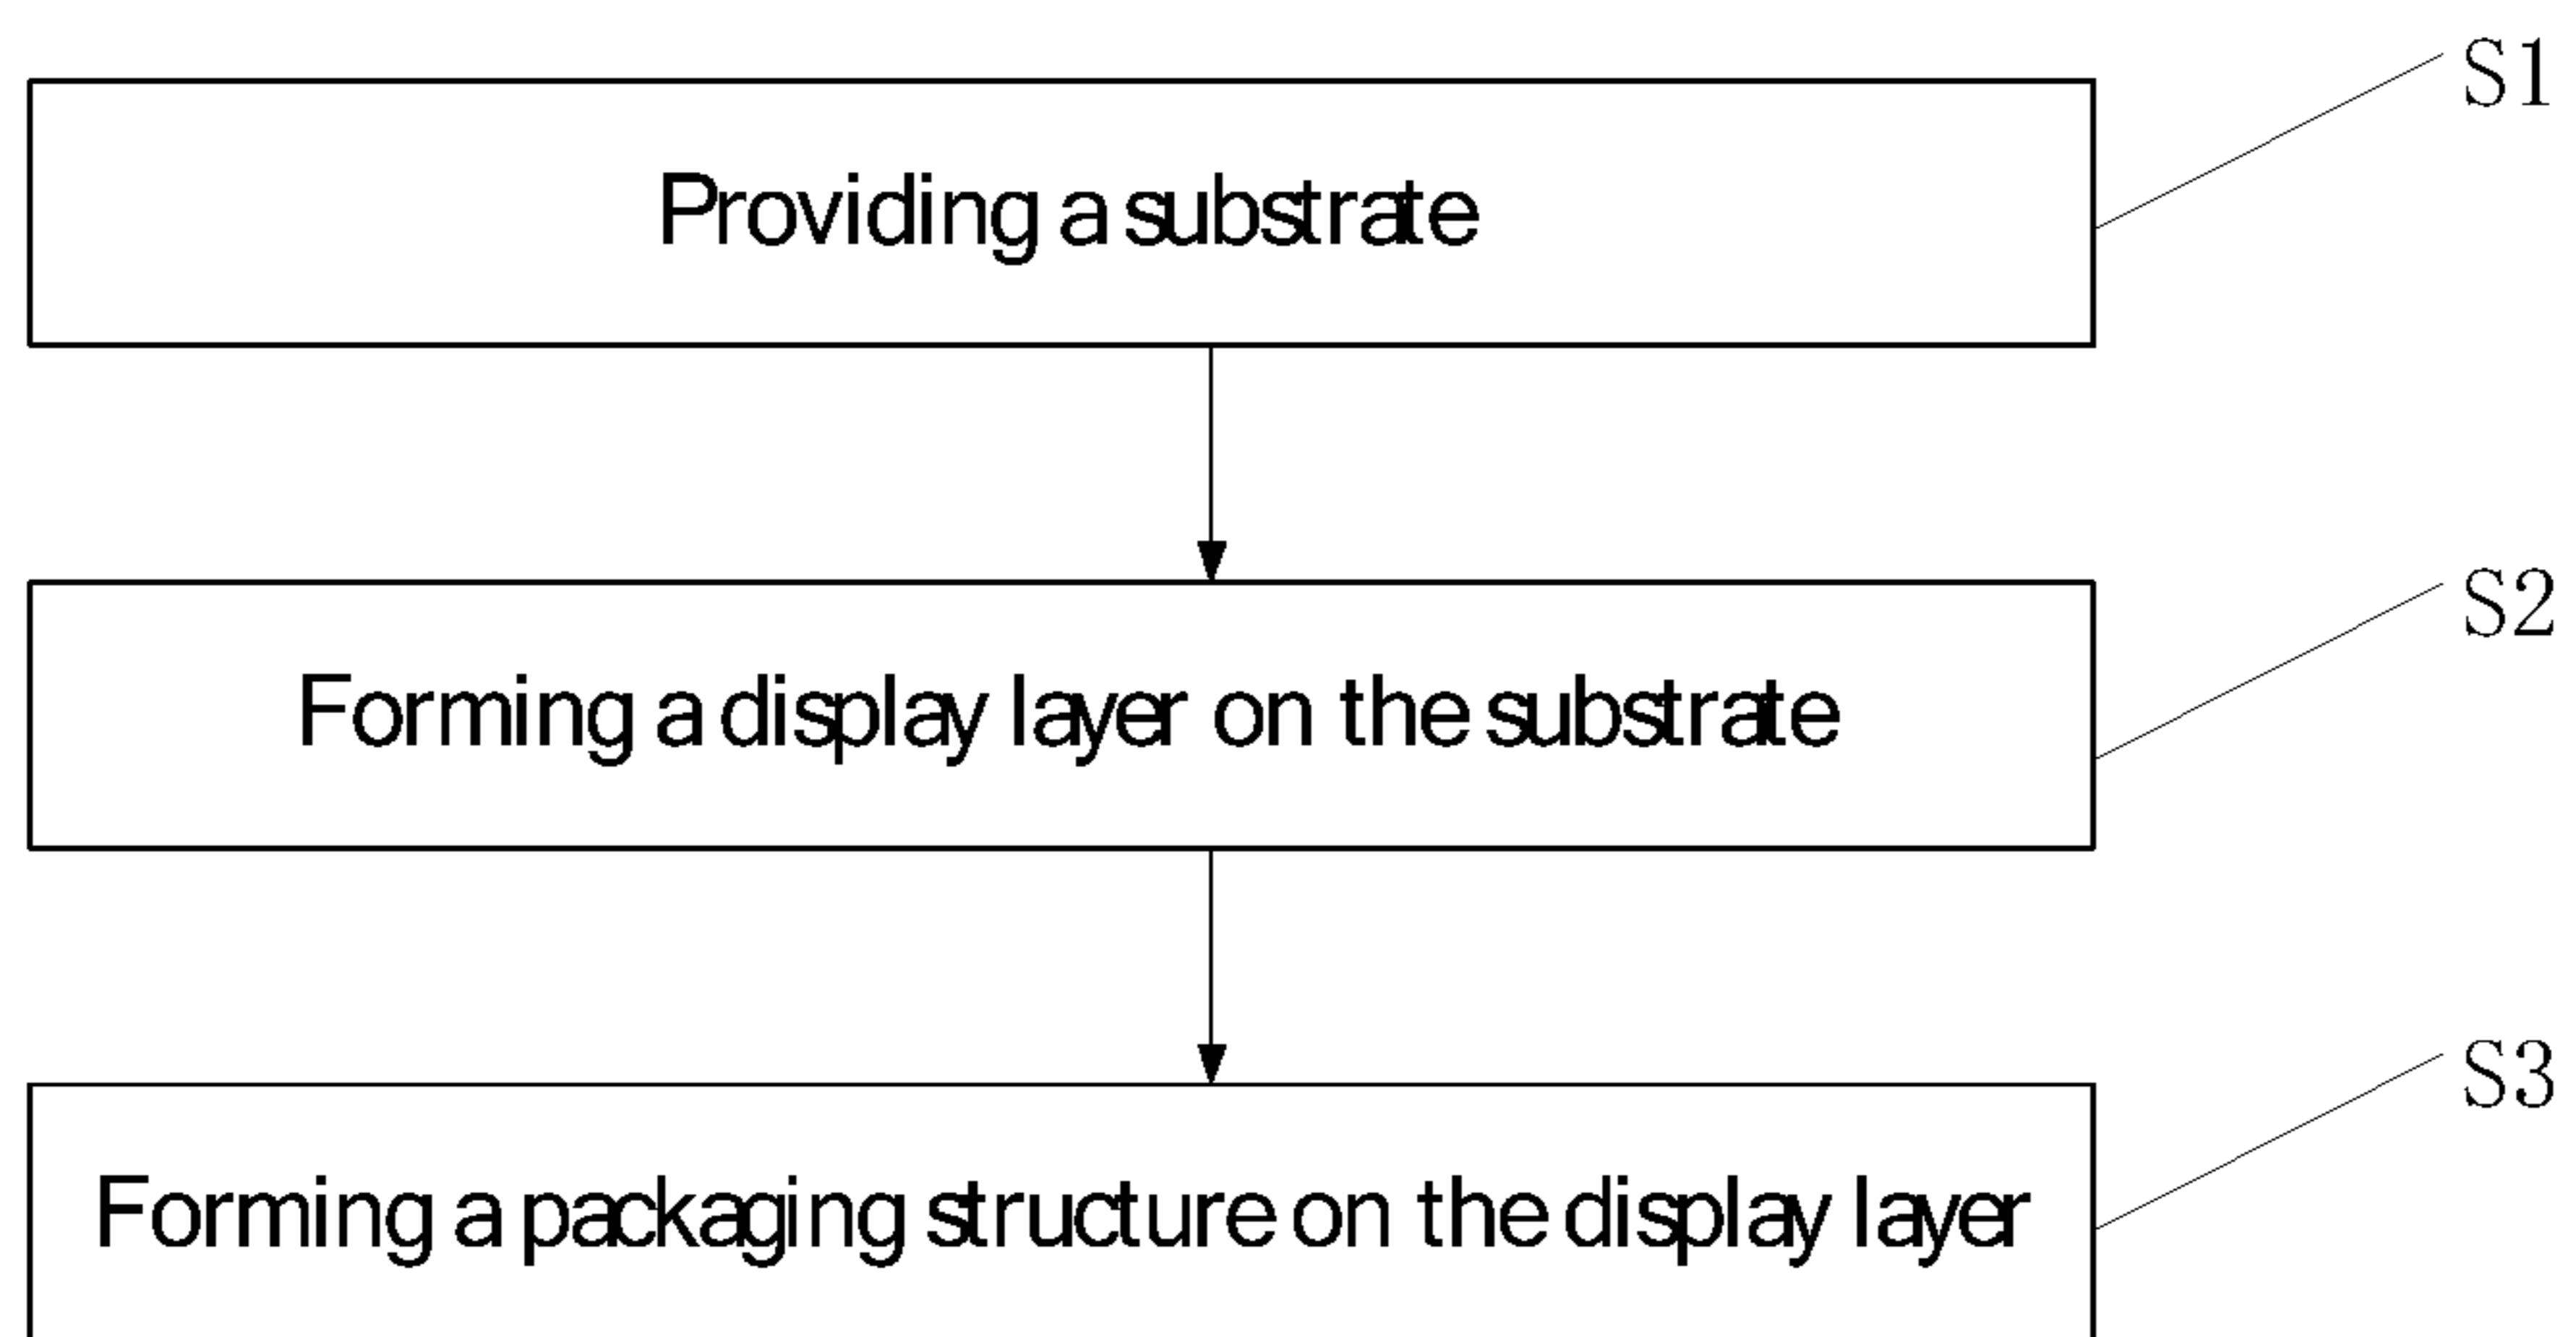 S1
Providing a substrate
S2
Forming a display layer on the substrate
S3
Forming a packaging structure on the display layer